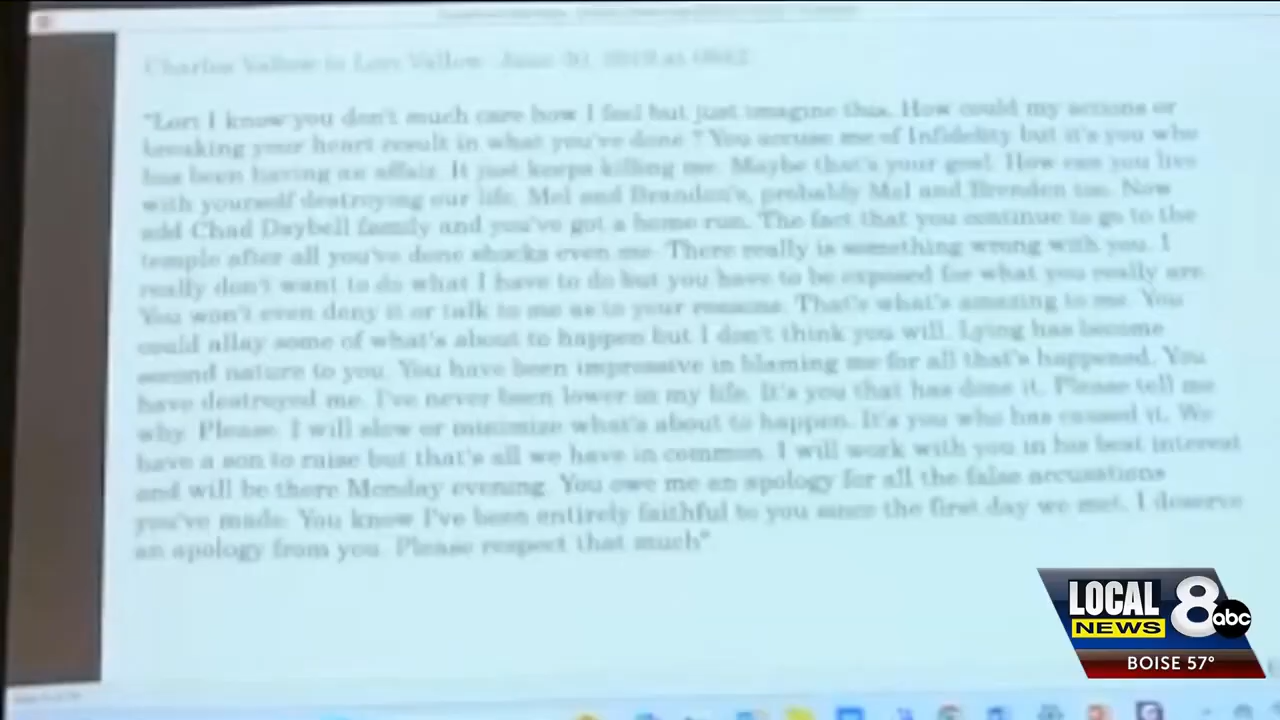 Charles Vallow to Lori Vallow June 30, 2019 at
"Lori I know you don't much care how I feel but just imagine this. How could my actions or
breaking your heart result in what you've done ? You accuse me of Infidelity but it's you who
has been having an affair. It just keeps killing me. Maybe that's your goal. How can you live
with yourself destroying our life, Mel and Brandon's, probably Mel and Brenden too. Now
add Chad Daybell family and you've got a home run. The fact that you continue to go to the
temple after all you've done shocks even me. There really is something wrong with you. I
really don't want to do what I have to do but you have to be exposed for what you really are.
You won't even deny it or talk to me as to your reasons. That's what's amazing to me. You
could allay some of what's about to happen but I don't think you will. Lying has become
second nature to you. You have been impressive in blaming me for all that's happened. You
have destroyed me. I've never been lower in my life. It's you that has done it. Please tell me
why. Please. I will slow or minimize what's about to happen. It's you who has caused it. We
have a son to raise but that's all we have in common. I will work with you in his best interest
and will be there Monday evening. You owe me an apology for all the false accusations
you've made. You know I've been entirely faithful to you since the first day we met. I deserve
an apology from you. Please respect that much"
LOCAL
NEWS
8
abc
BOISE 57°